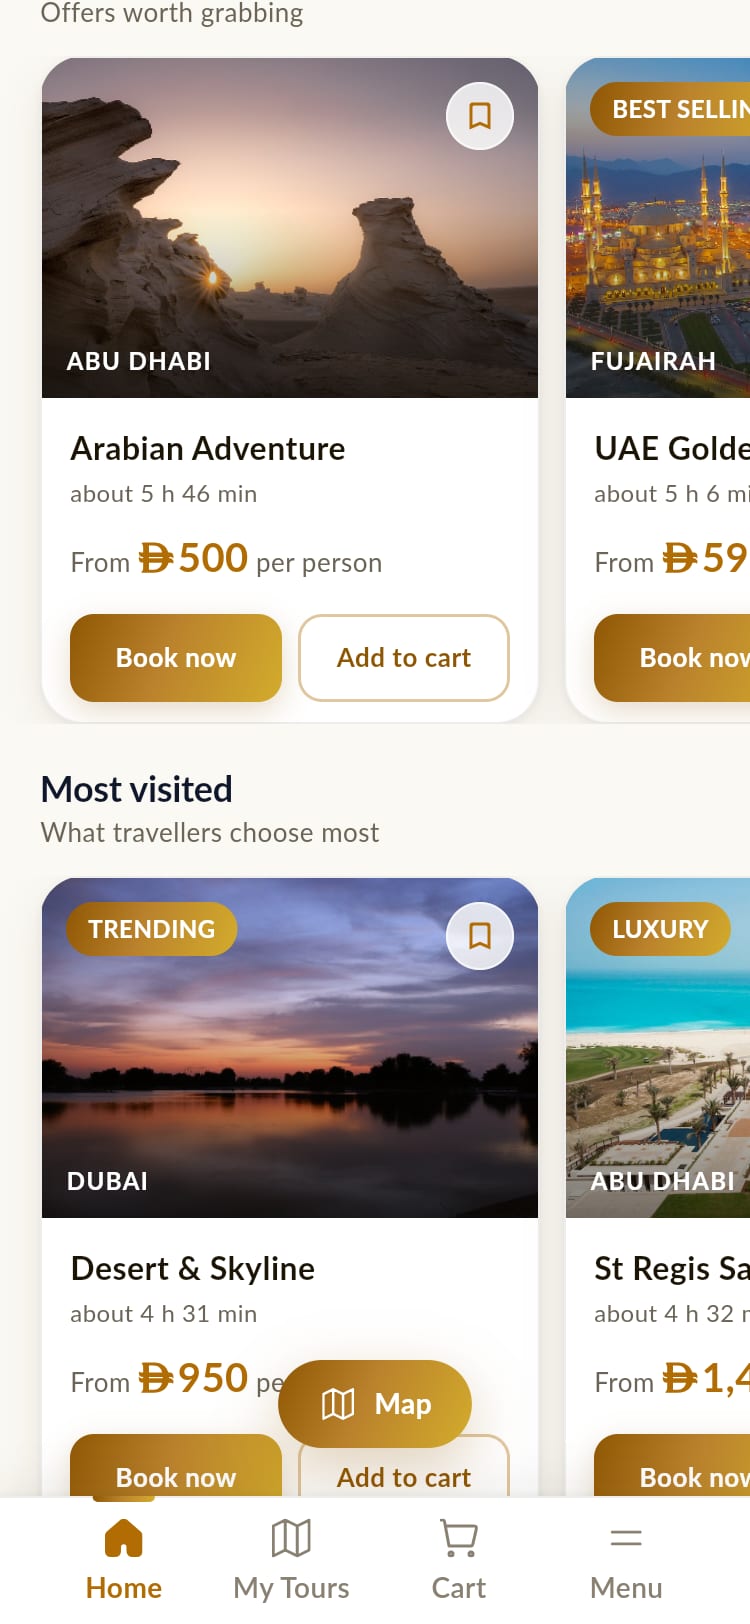 Offers worth grabbing
BEST SELLIN
ABU DHABI
FUJAIRAH
Arabian Adventure
about 5 h 46 min
From 500 per person
Book now
Add to cart
UAE Golde
about 5 h 6 mi
From 59
Book now
Most visited
What travellers choose most
TRENDING
LUXURY
DUBAI
ABU DHABI
Desert & Skyline
about 4 h 31 min
From 950 pe
Book now
Add to cart
St Regis Sa
about 4 h 32 m
From 1,4
Book now
Map
Home
My Tours
Cart
Menu